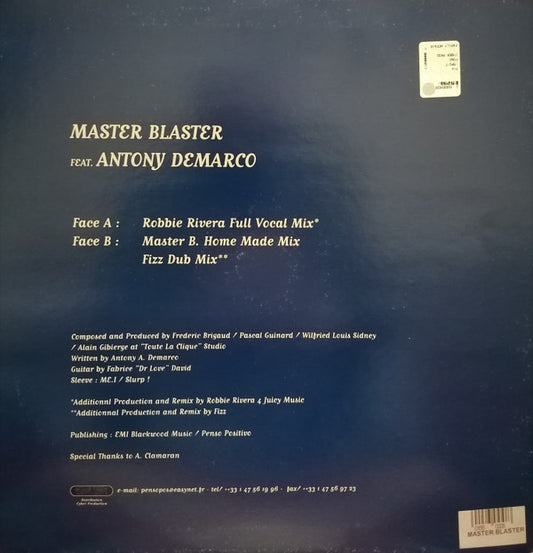 MASTER BLASTER
FEAT. ANTONY DEMARCO
Face A : Robbie Rivera Full Vocal Mix*
Face B : Master B. Home Made Mix
Fizz Dub Mix**
Composed and Produced by Frederic Brigaud / Pascal Guinard / Wilfried Louis Sidney
/ Alain Gibierge at "Toute La Clique" Studio
Written by Antony A. Demarco
Guitar by Fabrice "Dr Love" David
Sleeve : ME.I / Slurp !
*Additionnl Production and Remix by Robbie Rivera 4 Juicy Music
**Additionnal Production and Remix by Fizz
Publishing : EMI Blackwood Music / Penso Positivo
Special Thanks to A. Clamaran
e-mail: pensopos@easynet.fr - tel/ ++33 1 47 56 19 96 - fax/ ++33 1 47 56 97 23
Distribution
Cyber Production
MASTER BLASTER